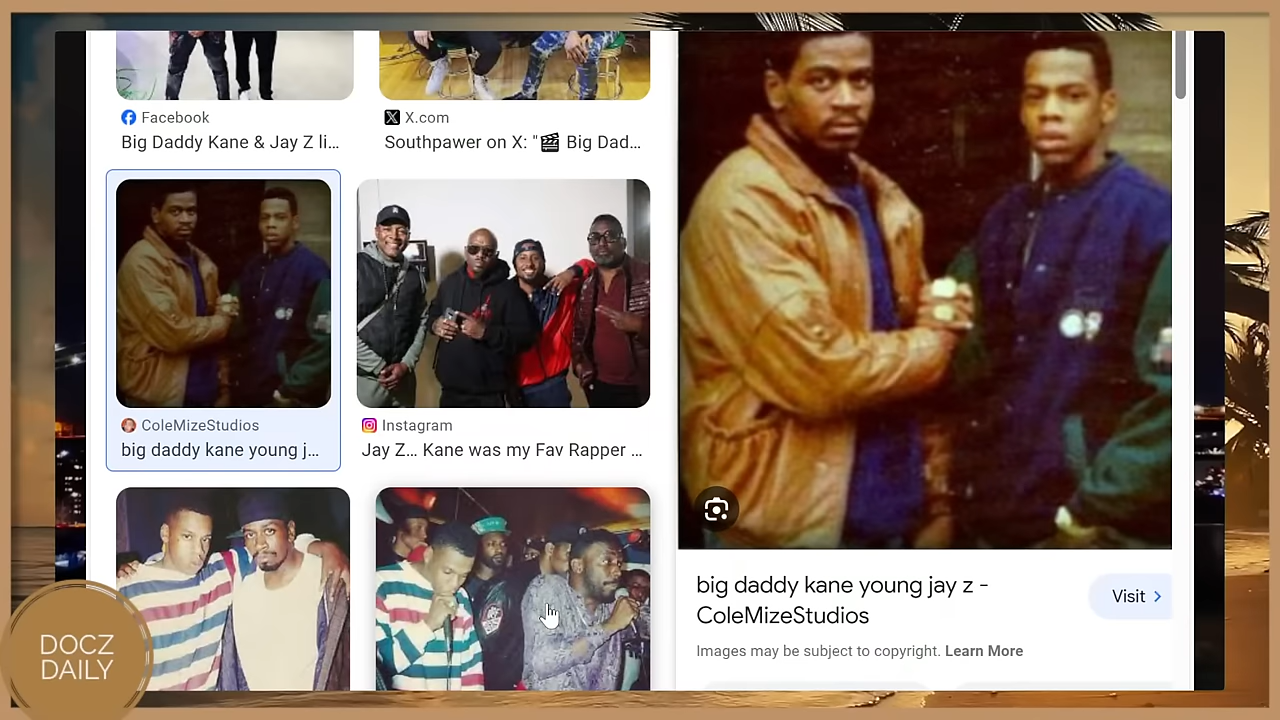 Facebook
Big Daddy Kane & Jay Z li...
X.com
Southpawer on X: "🎬 Big Dad...
ColeMizeStudios
big daddy kane young j...
Instagram
Jay Z... Kane was my Fav Rapper ...
big daddy kane young jay z -
ColeMizeStudios
Visit
Images may be subject to copyright. Learn More
DOCZ
DAILY